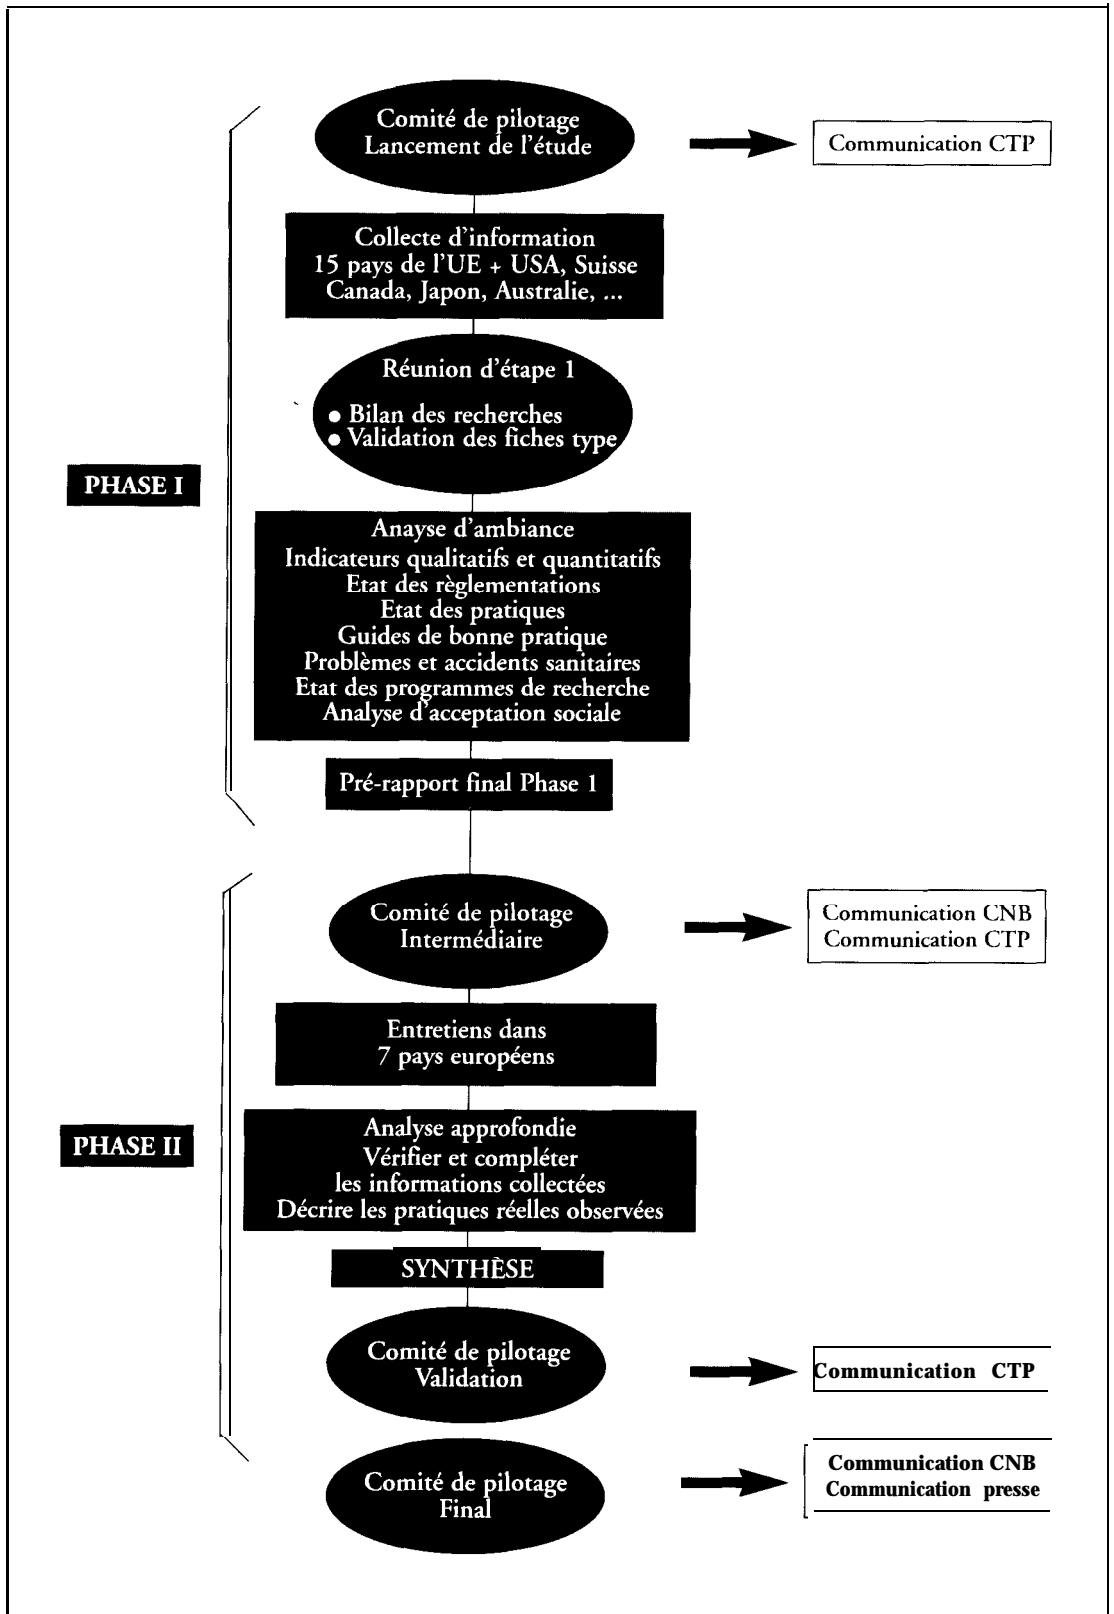 Comité de pilotage
Lancement de l'étude
Communication CTP
Collecte d'information
15 pays de l'UE + USA, Suisse
Canada, Japon, Australie, ...
Réunion d'étape 1
• Bilan des recherches
• Validation des fiches type
PHASE I
Anayse d'ambiance
Indicateurs qualitatifs et quantitatifs
Etat des règlementations
Etat des pratiques
Guides de bonne pratique
Problèmes et accidents sanitaires
Etat des programmes de recherche
Analyse d'acceptation sociale
Pré-rapport final Phase 1
Comité de pilotage
Intermédiaire
Communication CNB
Communication CTP
Entretiens dans
7 pays européens
PHASE II
Analyse approfondie
Vérifier et compléter
les informations collectées
Décrire les pratiques réelles observées
SYNTHÈSE
Comité de pilotage
Validation
Communication CTP
Comité de pilotage
Final
Communication CNB
Communication presse